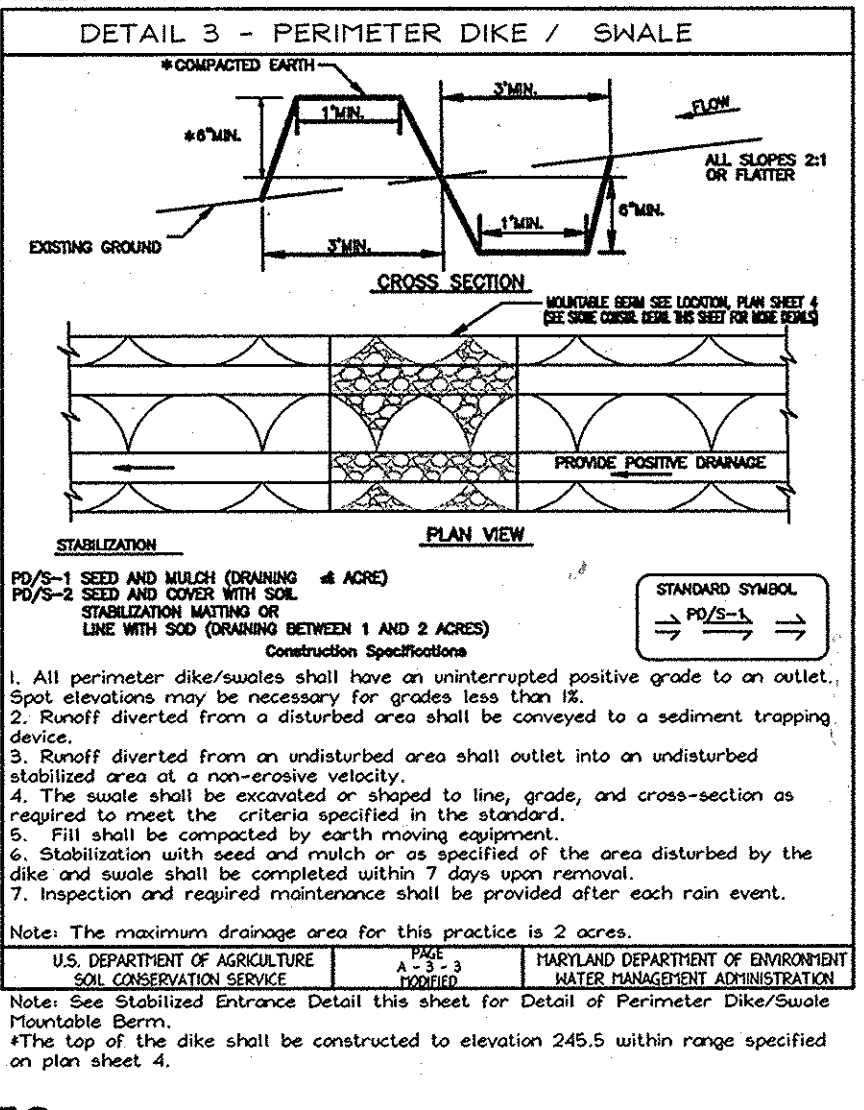 DETAIL 3 - PERIMETER DIKE / SWALE
*COMPACTED EARTH
3'MIN.
1'MIN.
FLOW
*6"MIN.
ALL SLOPES 2:1
OR FLATTER
1'MIN.
6"MIN.
EXISTING GROUND
3'MIN.
CROSS SECTION
MOUNTABLE BERM SEE LOCATION, PLAN SHEET 4
(SEE STONE CONSTR. DETAIL THIS SHEET FOR MORE DETAILS)
PROVIDE POSITIVE DRAINAGE
PLAN VIEW
STABILIZATION
PD/S-1 SEED AND MULCH (DRAINING ACRE)
PD/S-2 SEED AND COVER WITH SOIL
STABILIZATION MATTING OR
LINE WITH SOD (DRAINING BETWEEN 1 AND 2 ACRES)
STANDARD SYMBOL
PD/S-1
Construction Specifications
1. All perimeter dike/swales shall have an uninterrupted positive grade to an outlet.
Spot elevations may be necessary for grades less than 1%.
2. Runoff diverted from a disturbed area shall be conveyed to a sediment trapping
device.
3. Runoff diverted from an undisturbed area shall outlet into an undisturbed
stabilized area at a non-erosive velocity.
4. The swale shall be excavated or shaped to line, grade, and cross-section as
required to meet the criteria specified in the standard.
5. Fill shall be compacted by earth moving equipment.
6. Stabilization with seed and mulch or as specified of the area disturbed by the
dike and swale shall be completed within 7 days upon removal.
7. Inspection and required maintenance shall be provided after each rain event.
Note: The maximum drainage area for this practice is 2 acres.
U.S. DEPARTMENT OF AGRICULTURE
SOIL CONSERVATION SERVICE
PAGE
A - 3 - 3
MODIFIED
MARYLAND DEPARTMENT OF ENVIRONMENT
WATER MANAGEMENT ADMINISTRATION
Note: See Stabilized Entrance Detail this sheet for Detail of Perimeter Dike/Swale
Mountable Berm.
*The top of the dike shall be constructed to elevation 245.5 within range specified
on plan sheet 4.